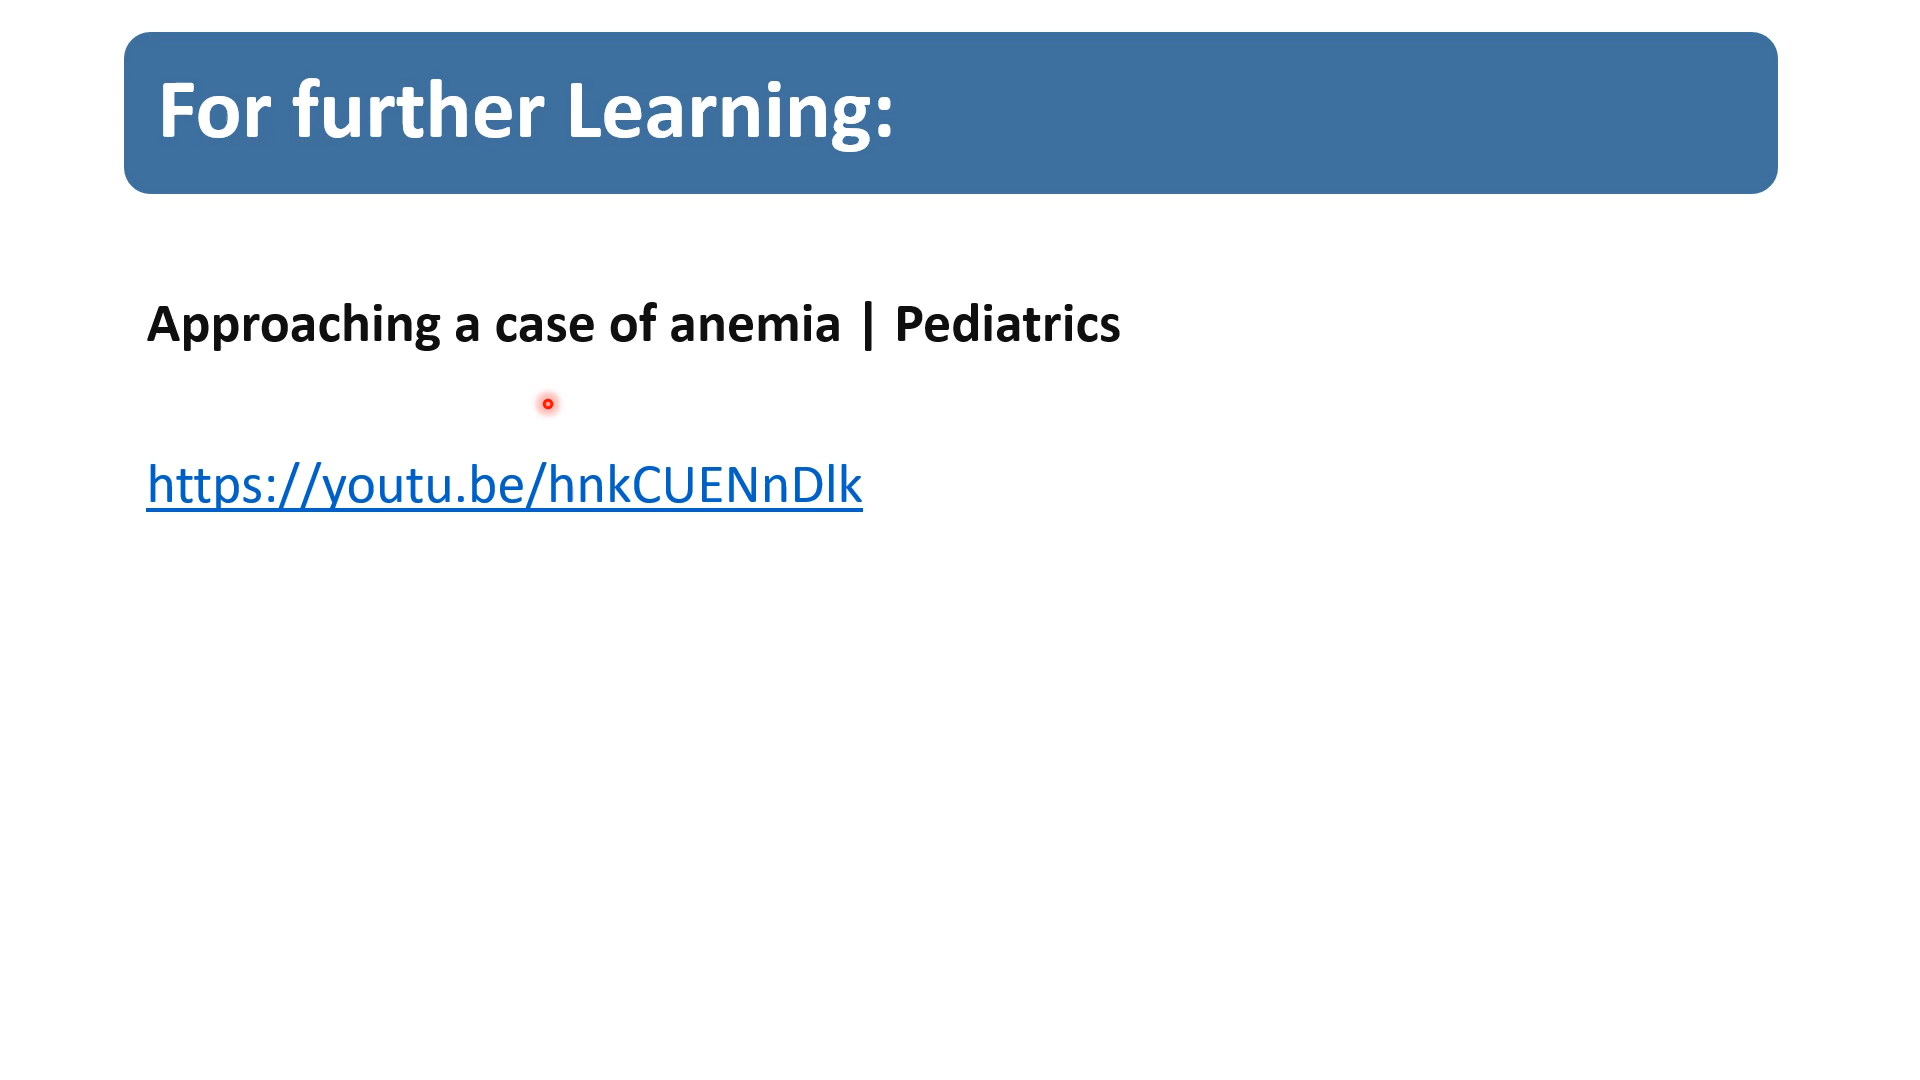 For further Learning:
Approaching a case of anemia | Pediatrics
https://youtu.be/hnkCUENnDlk